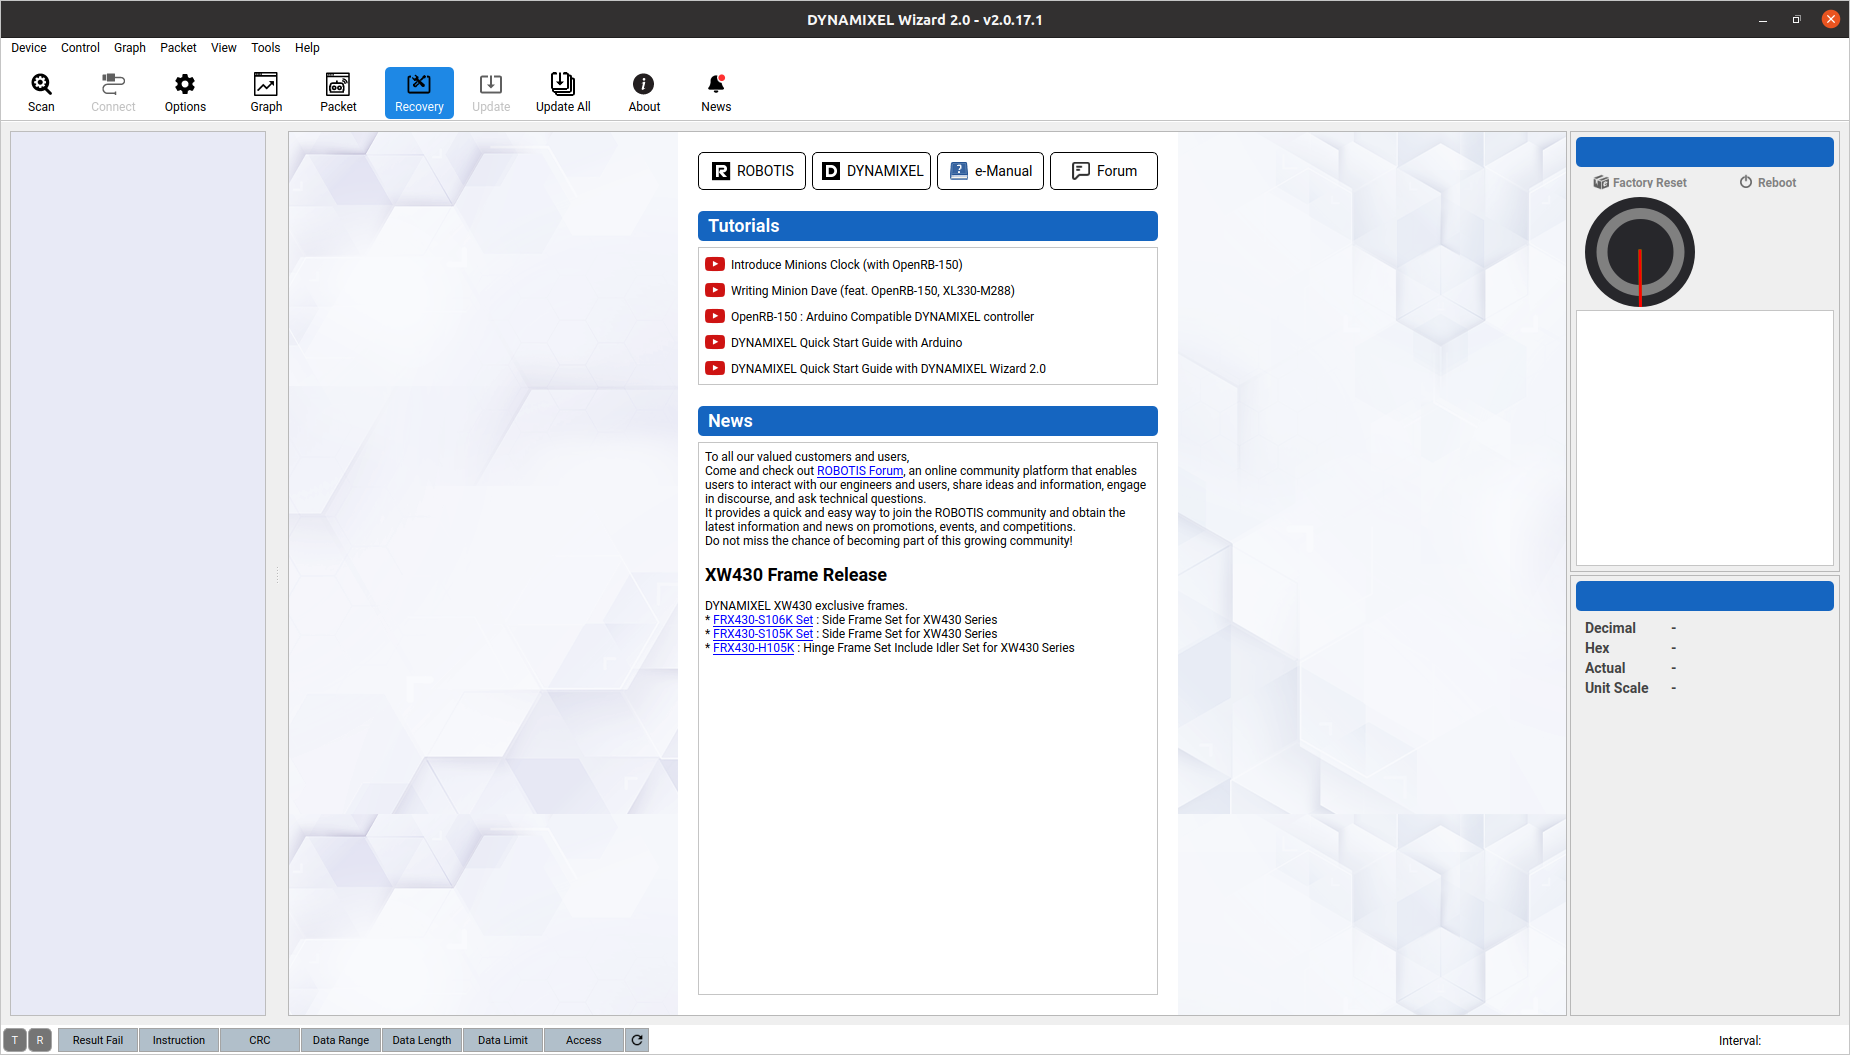 DYNAMIXEL Wizard 2.0 - v2.0.17.1
Device Control Graph Packet View Tools Help
Scan Connect Options Graph Packet Recovery Update Update All About News
ROBOTIS DYNAMIXEL e-Manual Forum
Tutorials
Introduce Minions Clock (with OpenRB-150)
Writing Minion Dave (feat. OpenRB-150, XL330-M288)
OpenRB-150 : Arduino Compatible DYNAMIXEL controller
DYNAMIXEL Quick Start Guide with Arduino
DYNAMIXEL Quick Start Guide with DYNAMIXEL Wizard 2.0
News
To all our valued customers and users,
Come and check out ROBOTIS Forum, an online community platform that enables
users to interact with our engineers and users, share ideas and information, engage
in discourse, and ask technical questions.
It provides a quick and easy way to join the ROBOTIS community and obtain the
latest information and news on promotions, events, and competitions.
Do not miss the chance of becoming part of this growing community!
XW430 Frame Release
DYNAMIXEL XW430 exclusive frames.
* FRX430-S106K Set : Side Frame Set for XW430 Series
* FRX430-S105K Set : Side Frame Set for XW430 Series
* FRX430-H105K : Hinge Frame Set Include Idler Set for XW430 Series
Factory Reset Reboot
Decimal -
Hex -
Actual -
Unit Scale -
T R Result Fail Instruction CRC Data Range Data Length Data Limit Access
Interval: